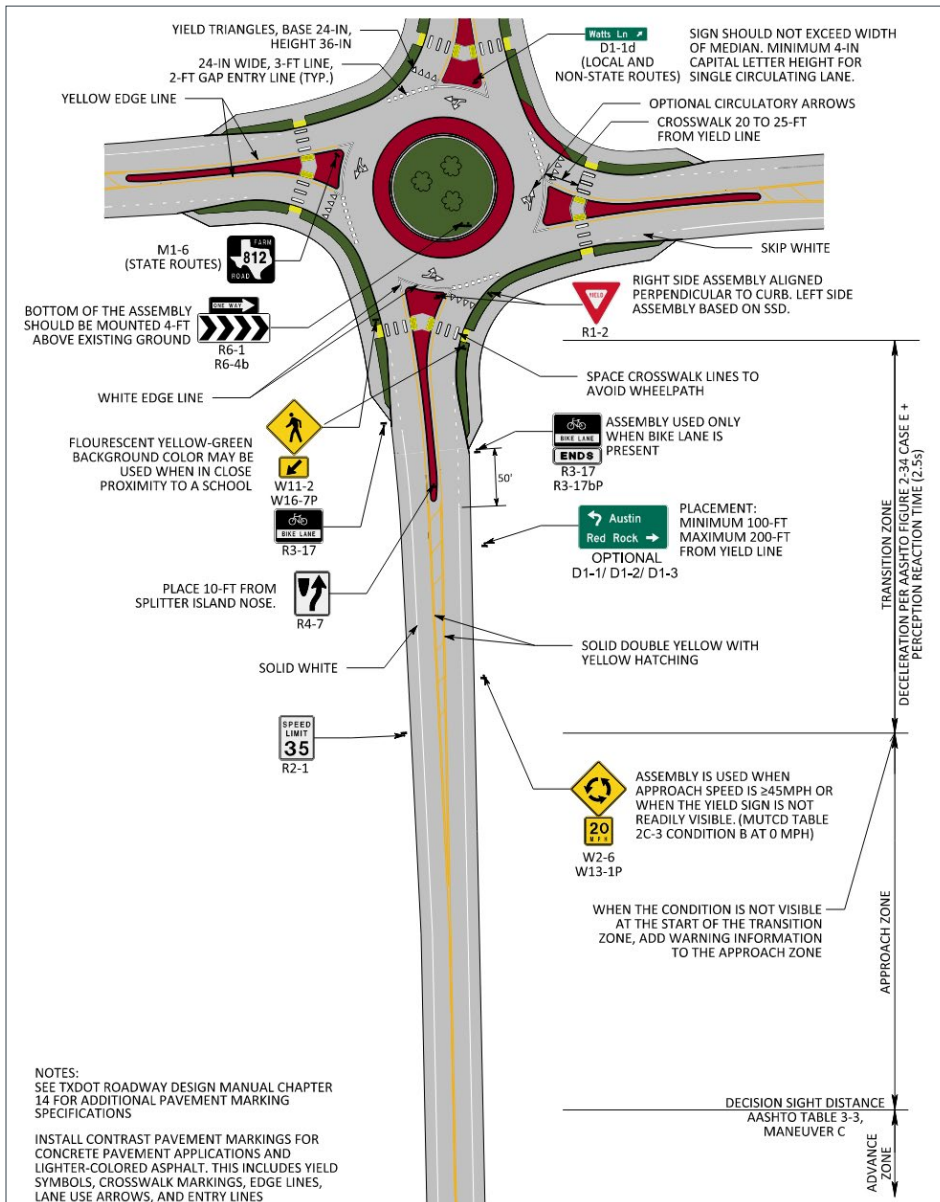 YIELD TRIANGLES, BASE 24-IN,
HEIGHT 36-IN
24-IN WIDE, 3-FT LINE,
2-FT GAP ENTRY LINE (TYP.)
YELLOW EDGE LINE
Watts Ln ↗
D1-1d
(LOCAL AND
NON-STATE ROUTES)
SIGN SHOULD NOT EXCEED WIDTH
OF MEDIAN. MINIMUM 4-IN
CAPITAL LETTER HEIGHT FOR
SINGLE CIRCULATING LANE.
OPTIONAL CIRCULATORY ARROWS
CROSSWALK 20 TO 25-FT
FROM YIELD LINE
M1-6
(STATE ROUTES)
FARM
812
ROAD
SKIP WHITE
BOTTOM OF THE ASSEMBLY
SHOULD BE MOUNTED 4-FT
ABOVE EXISTING GROUND
ONE WAY
R6-1
R6-4b
YIELD
R1-2
RIGHT SIDE ASSEMBLY ALIGNED
PERPENDICULAR TO CURB. LEFT SIDE
ASSEMBLY BASED ON SSD.
WHITE EDGE LINE
SPACE CROSSWALK LINES TO
AVOID WHEELPATH
FLOURESCENT YELLOW-GREEN
BACKGROUND COLOR MAY BE
USED WHEN IN CLOSE
PROXIMITY TO A SCHOOL
W11-2
W16-7P
BIKE LANE
R3-17
BIKE LANE
ENDS
R3-17
R3-17bP
ASSEMBLY USED ONLY
WHEN BIKE LANE IS
PRESENT
50'
Austin
Red Rock →
OPTIONAL
D1-1/ D1-2/ D1-3
PLACEMENT:
MINIMUM 100-FT
MAXIMUM 200-FT
FROM YIELD LINE
PLACE 10-FT FROM
SPLITTER ISLAND NOSE.
R4-7
SOLID WHITE
SOLID DOUBLE YELLOW WITH
YELLOW HATCHING
TRANSITION ZONE
DECELERATION PER AASHTO FIGURE 2-34 CASE E +
PERCEPTION REACTION TIME (2.5s)
SPEED
LIMIT
35
R2-1
20
MPH
W2-6
W13-1P
ASSEMBLY IS USED WHEN
APPROACH SPEED IS ≥45MPH OR
WHEN THE YIELD SIGN IS NOT
READILY VISIBLE. (MUTCD TABLE
2C-3 CONDITION B AT 0 MPH)
WHEN THE CONDITION IS NOT VISIBLE
AT THE START OF THE TRANSITION
ZONE, ADD WARNING INFORMATION
TO THE APPROACH ZONE
APPROACH ZONE
DECISION SIGHT DISTANCE
AASHTO TABLE 3-3,
MANEUVER C
ADVANCE
ZONE
NOTES:
SEE TXDOT ROADWAY DESIGN MANUAL CHAPTER
14 FOR ADDITIONAL PAVEMENT MARKING
SPECIFICATIONS
INSTALL CONTRAST PAVEMENT MARKINGS FOR
CONCRETE PAVEMENT APPLICATIONS AND
LIGHTER-COLORED ASPHALT. THIS INCLUDES YIELD
SYMBOLS, CROSSWALK MARKINGS, EDGE LINES,
LANE USE ARROWS, AND ENTRY LINES